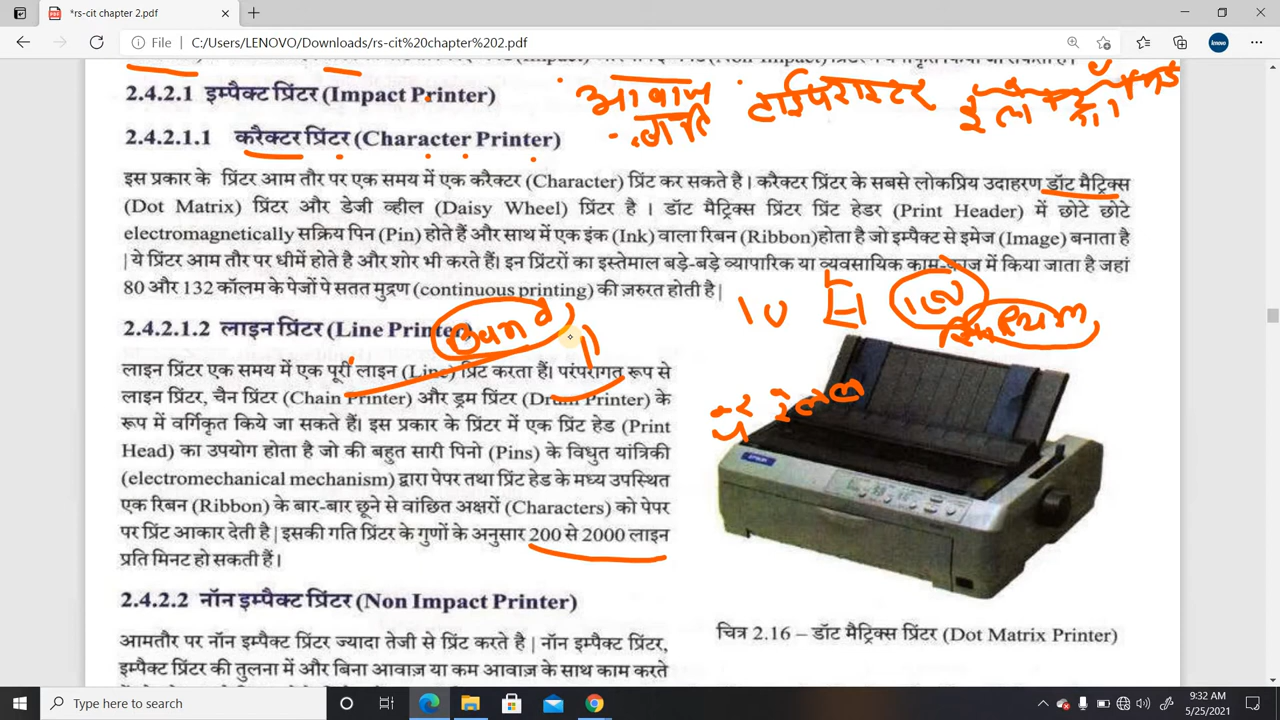 *rs-cit chapter 2.pdf
File C:/Users/LENOVO/Downloads/rs-cit%20chapter%202.pdf
2.4.2.1 इम्पैक्ट प्रिंटर (Impact Printer)
आवाज टाईपराइटर
गति
2.4.2.1.1 करैक्टर प्रिंटर (Character Printer)
इस प्रकार के प्रिंटर आम तौर पर एक समय में एक करैक्टर (Character) प्रिंट कर सकते है। करैक्टर प्रिंटर के सबसे लोकप्रिय उदाहरण डॉट मैट्रिक्स
(Dot Matrix) प्रिंटर और डेजी व्हील (Daisy Wheel) प्रिंटर है । डॉट मैट्रिक्स प्रिंटर प्रिंट हेडर (Print Header) में छोटे छोटे
electromagnetically सक्रिय पिन (Pin) होते हैं और साथ में एक इंक (Ink) वाला रिबन (Ribbon)होता है जो इम्पैक्ट से इमेज (Image) बनाता है
| ये प्रिंटर आम तौर पर धीमें होते है और शोर भी करते हैं। इन प्रिंटरों का इस्तेमाल बड़े-बड़े व्यापारिक या व्यवसायिक काम-काज में किया जाता है जहां
80 और 132 कॉलम के पेजों पे सतत मुद्रण (continuous printing) की ज़रुरत होती है |
10
2.4.2.1.2 लाइन प्रिंटर (Line Printer)
Band
लाइन प्रिंटर एक समय में एक पूरी लाइन (Line) प्रिंट करता हैं। परंपरागत रूप से
लाइन प्रिंटर, चैन प्रिंटर (Chain Printer) और ड्रम प्रिंटर (Drum Printer) के
रूप में वर्गिकृत किये जा सकते हैं। इस प्रकार के प्रिंटर में एक प्रिंट हेड (Print
Head) का उपयोग होता है जो की बहुत सारी पिनो (Pins) के विधुत यांत्रिकी
(electromechanical mechanism) द्वारा पेपर तथा प्रिंट हेड के मध्य उपस्थित
एक रिबन (Ribbon) के बार-बार छूने से वांछित अक्षरों (Characters) को पेपर
पर प्रिंट आकार देती है | इसकी गति प्रिंटर के गुणों के अनुसार 200 से 2000 लाइन
प्रति मिनट हो सकती हैं।
EPSON
चित्र 2.16 – डॉट मैट्रिक्स प्रिंटर (Dot Matrix Printer)
2.4.2.2 नॉन इम्पैक्ट प्रिंटर (Non Impact Printer)
आमतौर पर नॉन इम्पैक्ट प्रिंटर ज्यादा तेजी से प्रिंट करते है | नॉन इम्पैक्ट प्रिंटर,
इम्पैक्ट प्रिंटर की तुलना में और बिना आवाज़ या कम आवाज़ के साथ काम करते
Type here to search
9:32 AM
5/25/2021